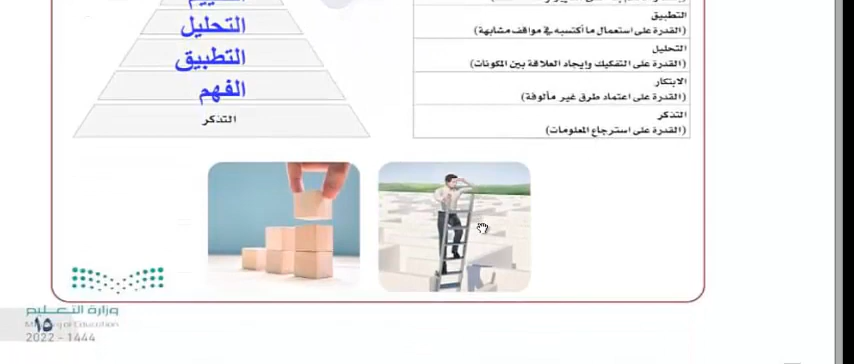 التطبيق
(القدرة على استعمال ما أكتسبه في مواقف مشابهة)
التحليل
(القدرة على التفكيك وإيجاد العلاقة بين المكونات)
الابتكار
(القدرة على اعتماد طرق غير مألوفة)
التذكر
(القدرة على استرجاع المعلومات)
التحليل
التطبيق
الفهم
التذكر
وزارة التعليم
Ministry of Education
١٥
2022 - 1444